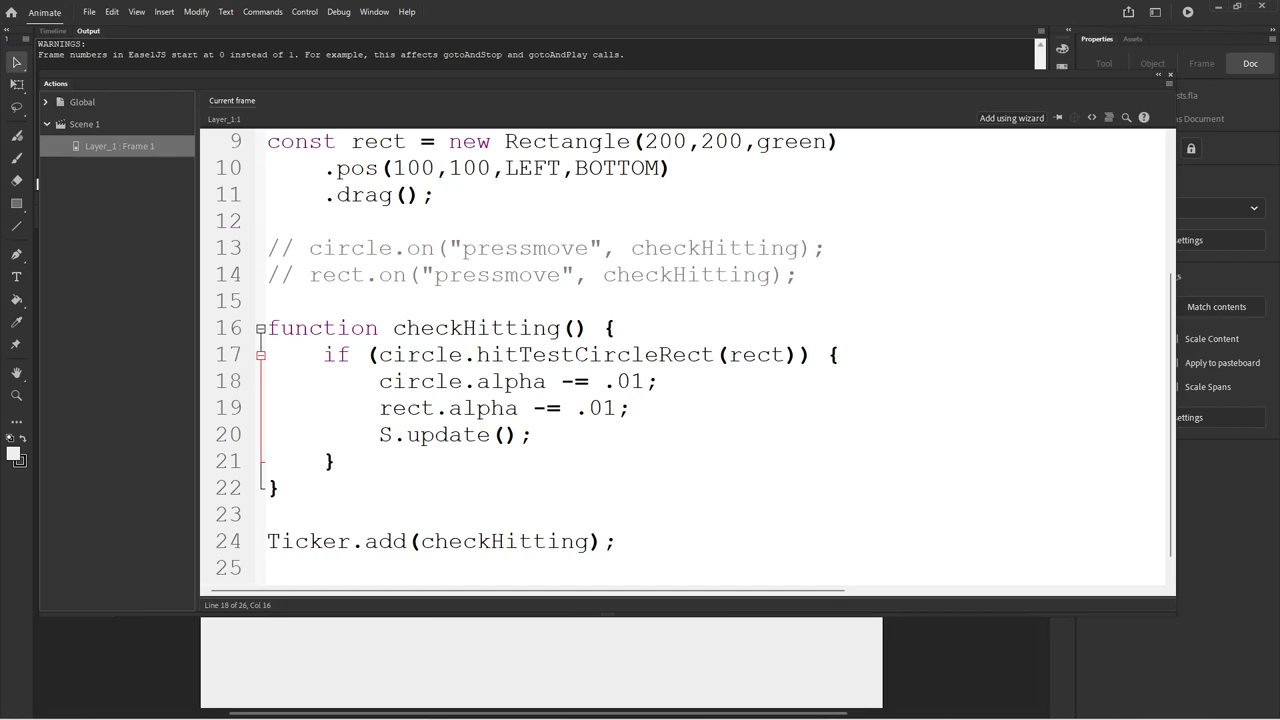 Animate File Edit View Insert Modify Text Commands Control Debug Window Help
Timeline Output
WARNINGS:
Frame numbers in EaselJS start at 0 instead of 1. For example, this affects gotoAndStop and gotoAndPlay calls.
Properties Assets
Tool Object Frame Doc
Actions
Global
Scene 1
Layer_1 : Frame 1
Current frame
Layer_1:1
Add using wizard
sts.fla
s Document
9 const rect = new Rectangle(200,200,green)
10 .pos(100,100,LEFT,BOTTOM)
11 .drag();
12
13 // circle.on("pressmove", checkHitting);
14 // rect.on("pressmove", checkHitting);
15
16 function checkHitting() {
17 if (circle.hitTestCircleRect(rect)) {
18 circle.alpha -= .01;
19 rect.alpha -= .01;
20 S.update();
21 }
22 }
23
24 Ticker.add(checkHitting);
25
Line 18 of 26, Col 16
ettings
s
Match contents
Scale Content
Apply to pasteboard
Scale Spans
ettings